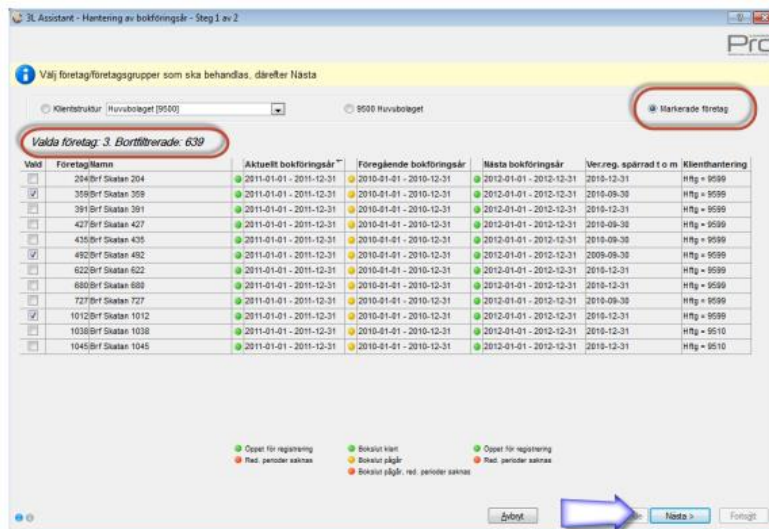 3L Assistant - Hantering av bokföringsår - Steg 1 av 2
Pro
Välj företag/företagsgrupper som ska behandlas, därefter Nästa
Klientstruktur Huvubolaget [9500] 9500 Huvubolaget Markerade företag
Valda företag: 3. Bortfiltrerade: 639
Vald Företag Namn Aktuellt bokföringsår Föregående bokföringsår Nästa bokföringsår Ver.reg. spärrad t o m Klienthantering
204 Brf Skatan 204 2011-01-01 - 2011-12-31 2010-01-01 - 2010-12-31 2012-01-01 - 2012-12-31 2010-12-31 Hftg = 9599
359 Brf Skatan 359 2011-01-01 - 2011-12-31 2010-01-01 - 2010-12-31 2012-01-01 - 2012-12-31 2010-09-30 Hftg = 9599
391 Brf Skatan 391 2011-01-01 - 2011-12-31 2010-01-01 - 2010-12-31 2012-01-01 - 2012-12-31 2010-12-31 Hftg = 9599
427 Brf Skatan 427 2011-01-01 - 2011-12-31 2010-01-01 - 2010-12-31 2012-01-01 - 2012-12-31 2010-09-30 Hftg = 9599
435 Brf Skatan 435 2011-01-01 - 2011-12-31 2010-01-01 - 2010-12-31 2012-01-01 - 2012-12-31 2010-09-30 Hftg = 9599
492 Brf Skatan 492 2011-01-01 - 2011-12-31 2010-01-01 - 2010-12-31 2012-01-01 - 2012-12-31 2009-09-30 Hftg = 9599
622 Brf Skatan 622 2011-01-01 - 2011-12-31 2010-01-01 - 2010-12-31 2012-01-01 - 2012-12-31 2010-12-31 Hftg = 9599
680 Brf Skatan 680 2011-01-01 - 2011-12-31 2010-01-01 - 2010-12-31 2012-01-01 - 2012-12-31 2010-12-31 Hftg = 9599
727 Brf Skatan 727 2011-01-01 - 2011-12-31 2010-01-01 - 2010-12-31 2012-01-01 - 2012-12-31 2010-09-30 Hftg = 9599
1012 Brf Skatan 1012 2011-01-01 - 2011-12-31 2010-01-01 - 2010-12-31 2012-01-01 - 2012-12-31 2010-12-31 Hftg = 9599
1038 Brf Skatan 1038 2011-01-01 - 2011-12-31 2010-01-01 - 2010-12-31 2012-01-01 - 2012-12-31 2010-12-31 Hftg = 9510
1045 Brf Skatan 1045 2011-01-01 - 2011-12-31 2010-01-01 - 2010-12-31 2012-01-01 - 2012-12-31 2010-12-31 Hftg = 9510
Öppet för registrering Bokslut klart Öppet för registrering
Red. perioder saknas Bokslut pågår Red. perioder saknas
Bokslut pågår, red. perioder saknas
Avbryt Nästa > Fortsätt